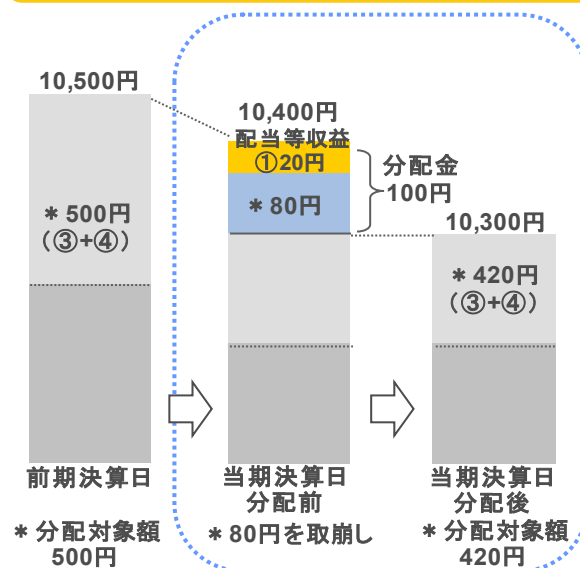 10,500円
＊500円
（③+④）
前期決算日
＊分配対象額
500円
10,400円
配当等収益
①20円
＊80円
分配金
100円
当期決算日
分配前
＊80円を取崩し
10,300円
＊420円
（③+④）
当期決算日
分配後
＊分配対象額
420円